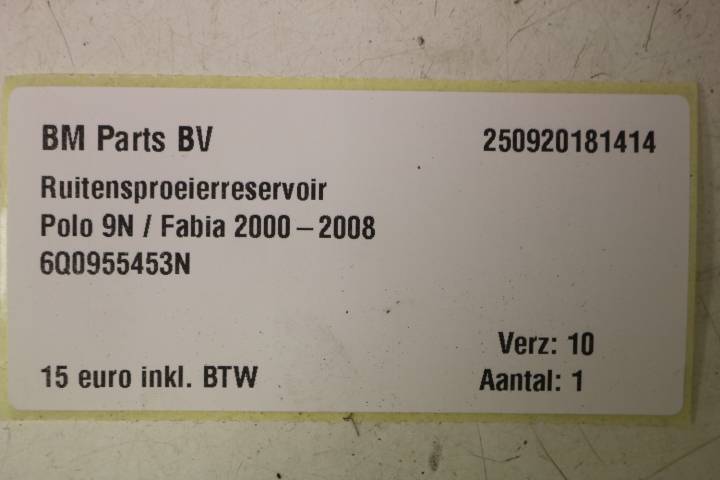 BM Parts BV 250920181414
Ruitensproeierreservoir
Polo 9N / Fabia 2000 – 2008
6Q0955453N
Verz: 10
15 euro inkl. BTW Aantal: 1